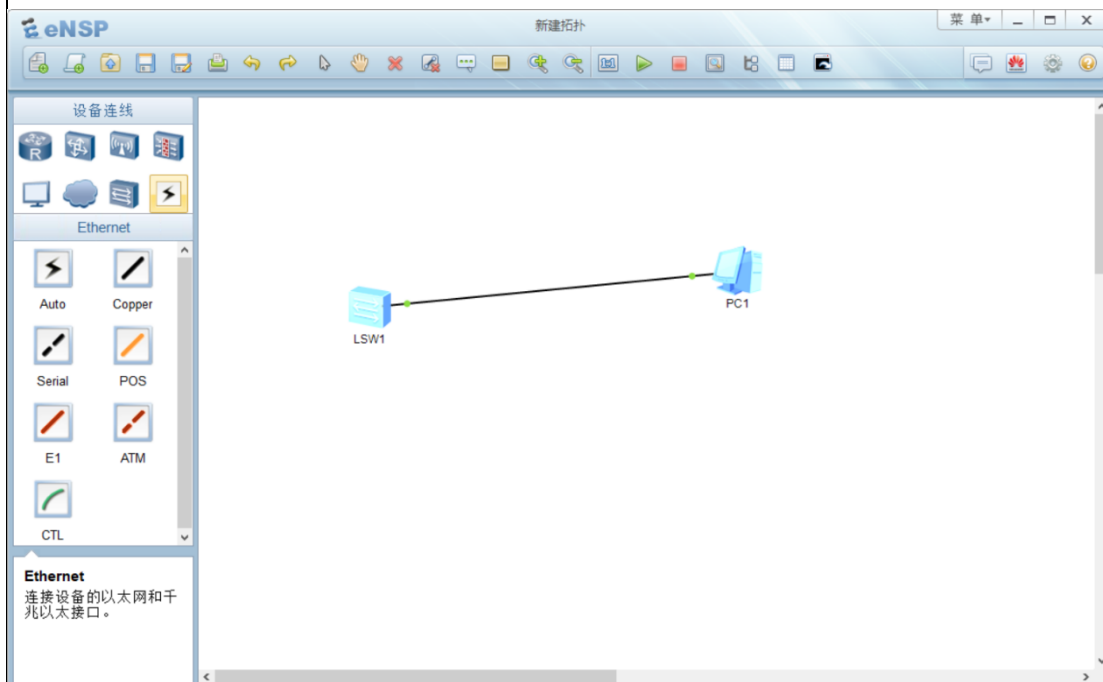 eNSP
新建拓扑
菜 单
设备连线
R
Ethernet
Auto
Copper
Serial
POS
E1
ATM
CTL
Ethernet
连接设备的以太网和千
兆以太接口。
LSW1
PC1